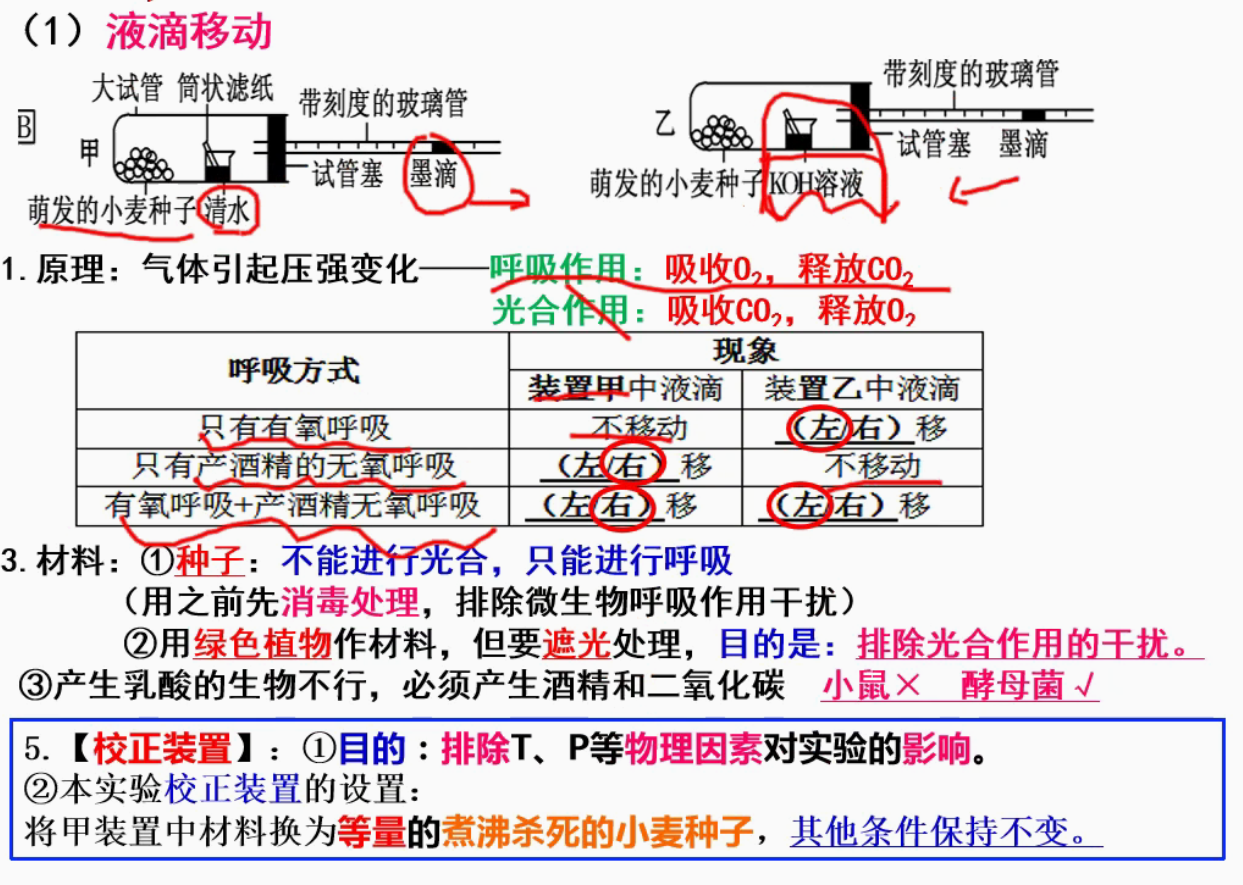 （1）液滴移动
B
大试管 筒状滤纸
带刻度的玻璃管
甲
试管塞 墨滴
萌发的小麦种子 清水
带刻度的玻璃管
乙
试管塞 墨滴
萌发的小麦种子 KOH溶液
1.原理：气体引起压强变化——呼吸作用：吸收O₂，释放CO₂
光合作用：吸收CO₂，释放O₂
呼吸方式 现象
装置甲中液滴 装置乙中液滴
只有有氧呼吸 不移动 （左/右）移
只有产酒精的无氧呼吸 （左/右）移 不移动
有氧呼吸+产酒精无氧呼吸 （左/右）移 （左/右）移
3.材料：①种子：不能进行光合，只能进行呼吸
（用之前先消毒处理，排除微生物呼吸作用干扰）
②用绿色植物作材料，但要遮光处理，目的是：排除光合作用的干扰。
③产生乳酸的生物不行，必须产生酒精和二氧化碳 小鼠× 酵母菌√
5.【校正装置】：①目的：排除T、P等物理因素对实验的影响。
②本实验校正装置的设置：
将甲装置中材料换为等量的煮沸杀死的小麦种子，其他条件保持不变。